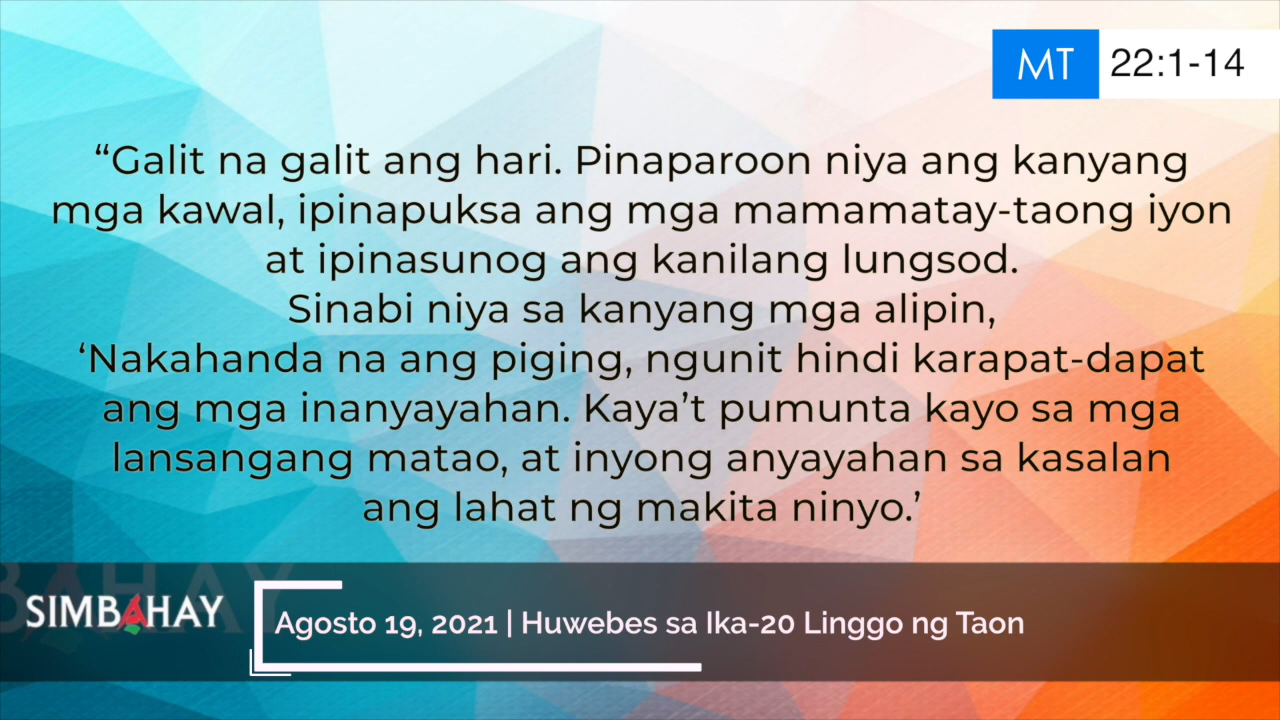 MT 22:1-14
“Galit na galit ang hari. Pinaparoon niya ang kanyang
mga kawal, ipinapuksa ang mga mamamatay-taong iyon
at ipinasunog ang kanilang lungsod.
Sinabi niya sa kanyang mga alipin,
‘Nakahanda na ang piging, ngunit hindi karapat-dapat
ang mga inanyayahan. Kaya’t pumunta kayo sa mga
lansangang matao, at inyong anyayahan sa kasalan
ang lahat ng makita ninyo.’
SIMBAHAY
Agosto 19, 2021 | Huwebes sa Ika-20 Linggo ng Taon